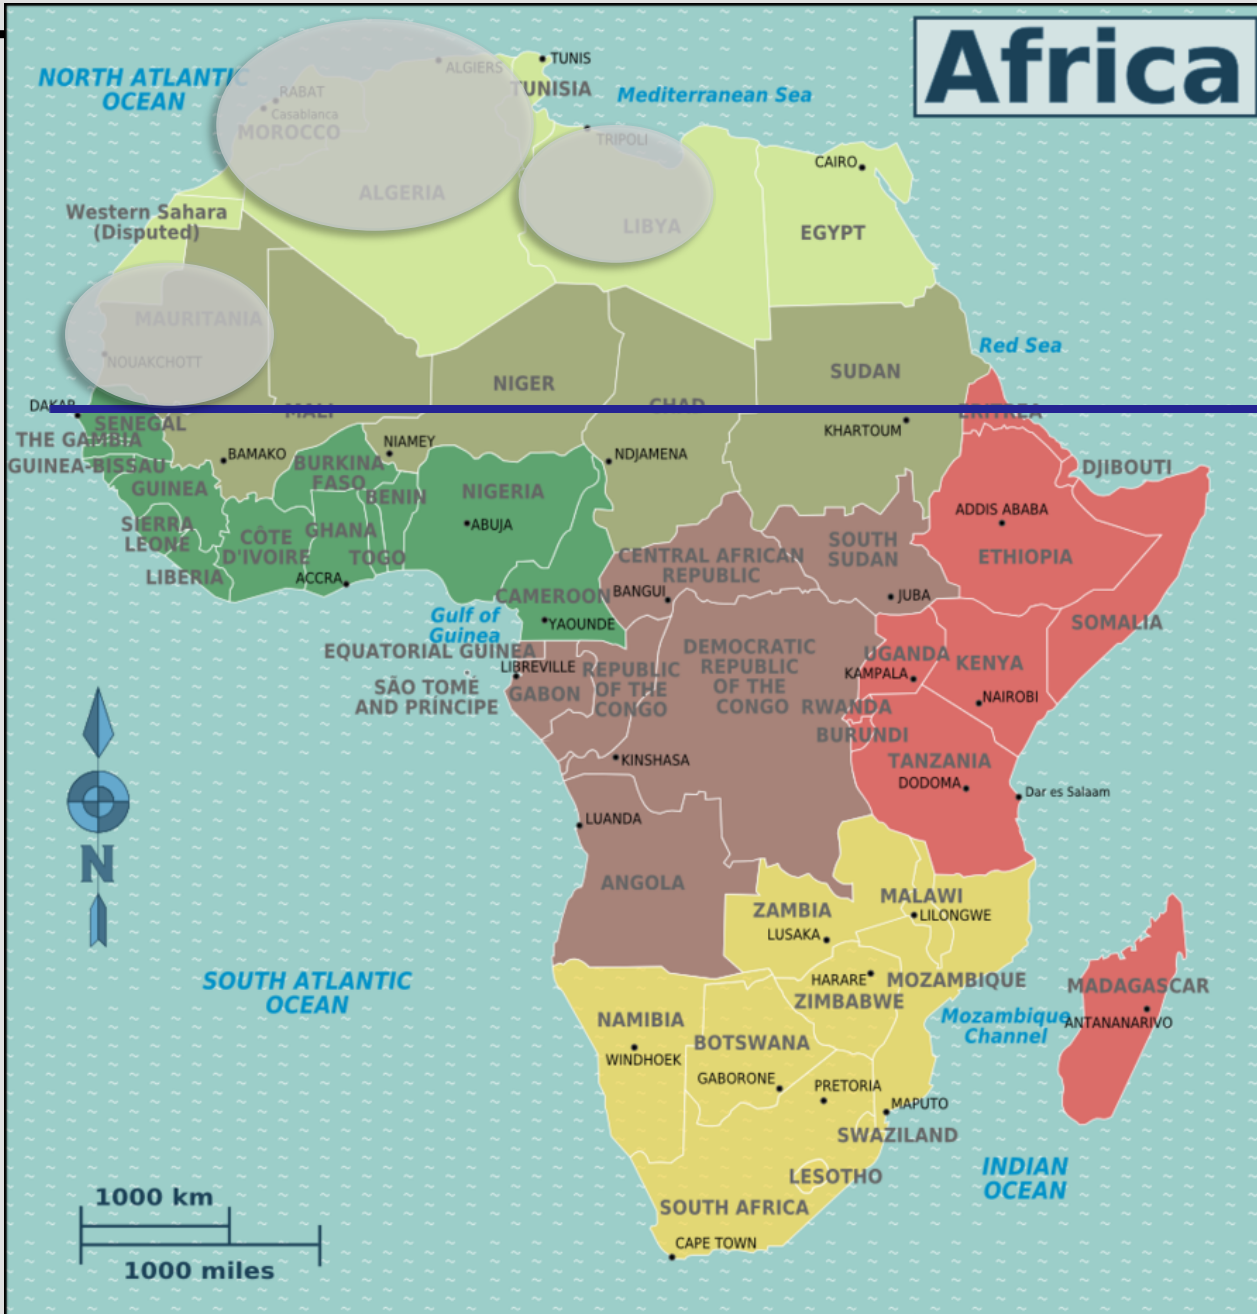 Africa
NORTH ATLANTIC
OCEAN
RABAT
Casablanca
MOROCCO
ALGIERS
TUNIS
TUNISIA
Mediterranean Sea
TRIPOLI
CAIRO
ALGERIA
LIBYA
EGYPT
Western Sahara
(Disputed)
MAURITANIA
NOUAKCHOTT
Red Sea
NIGER
SUDAN
DAKAR
MALI
CHAD
ERITREA
SENEGAL
KHARTOUM
THE GAMBIA
BAMAKO
NIAMEY
NDJAMENA
GUINEA-BISSAU
BURKINA
FASO
DJIBOUTI
GUINEA
BENIN
NIGERIA
ABUJA
ADDIS ABABA
SIERRA
LEONE
CÔTE
D'IVOIRE
GHANA
TOGO
CENTRAL AFRICAN
REPUBLIC
SOUTH
SUDAN
ETHIOPIA
LIBERIA
ACCRA
CAMEROON
BANGUI
JUBA
Gulf of
Guinea
YAOUNDE
SOMALIA
EQUATORIAL GUINEA
LIBREVILLE
GABON
REPUBLIC
OF THE
CONGO
DEMOCRATIC
REPUBLIC
OF THE
CONGO
UGANDA
KAMPALA
KENYA
NAIROBI
SÃO TOMÉ
AND PRÍNCIPE
RWANDA
BURUNDI
KINSHASA
TANZANIA
DODOMA
Dar es Salaam
LUANDA
N
ANGOLA
ZAMBIA
LUSAKA
MALAWI
LILONGWE
SOUTH ATLANTIC
OCEAN
HARARE
ZIMBABWE
MOZAMBIQUE
MADAGASCAR
ANTANANARIVO
Mozambique
Channel
NAMIBIA
WINDHOEK
BOTSWANA
GABORONE
PRETORIA
MAPUTO
SWAZILAND
LESOTHO
INDIAN
OCEAN
SOUTH AFRICA
CAPE TOWN
1000 km
1000 miles